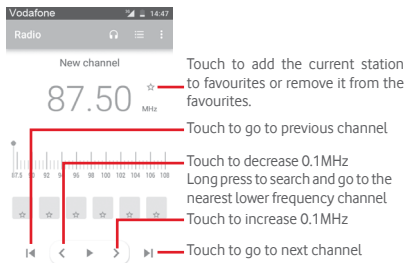 Vodafone 14:47
Radio
New channel
87.50 MHz
87.5 90 92 94 96 98 100 102 104 106 108
Touch to add the current station
to favourites or remove it from the
favourites.
Touch to go to previous channel
Touch to decrease 0.1MHz
Long press to search and go to the
nearest lower frequency channel
Touch to increase 0.1MHz
Touch to go to next channel